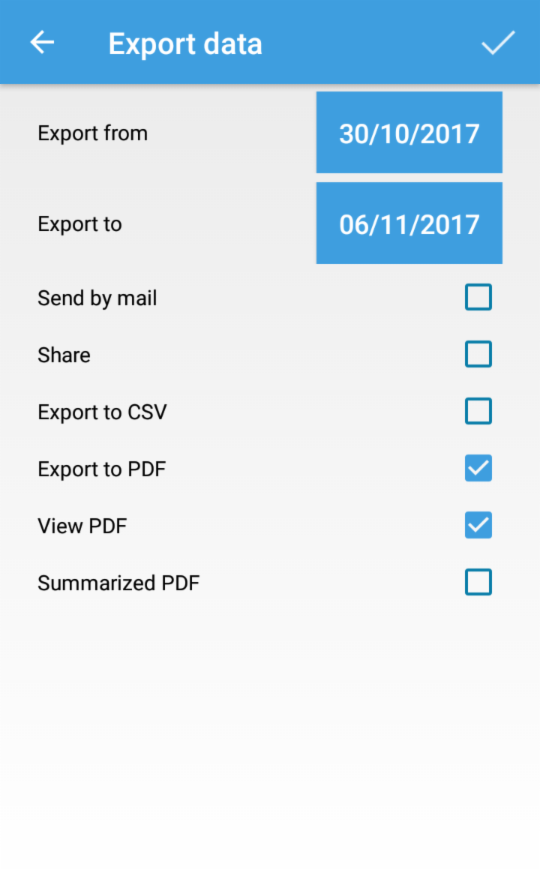 Export data
Export from 30/10/2017
Export to 06/11/2017
Send by mail
Share
Export to CSV
Export to PDF
View PDF
Summarized PDF